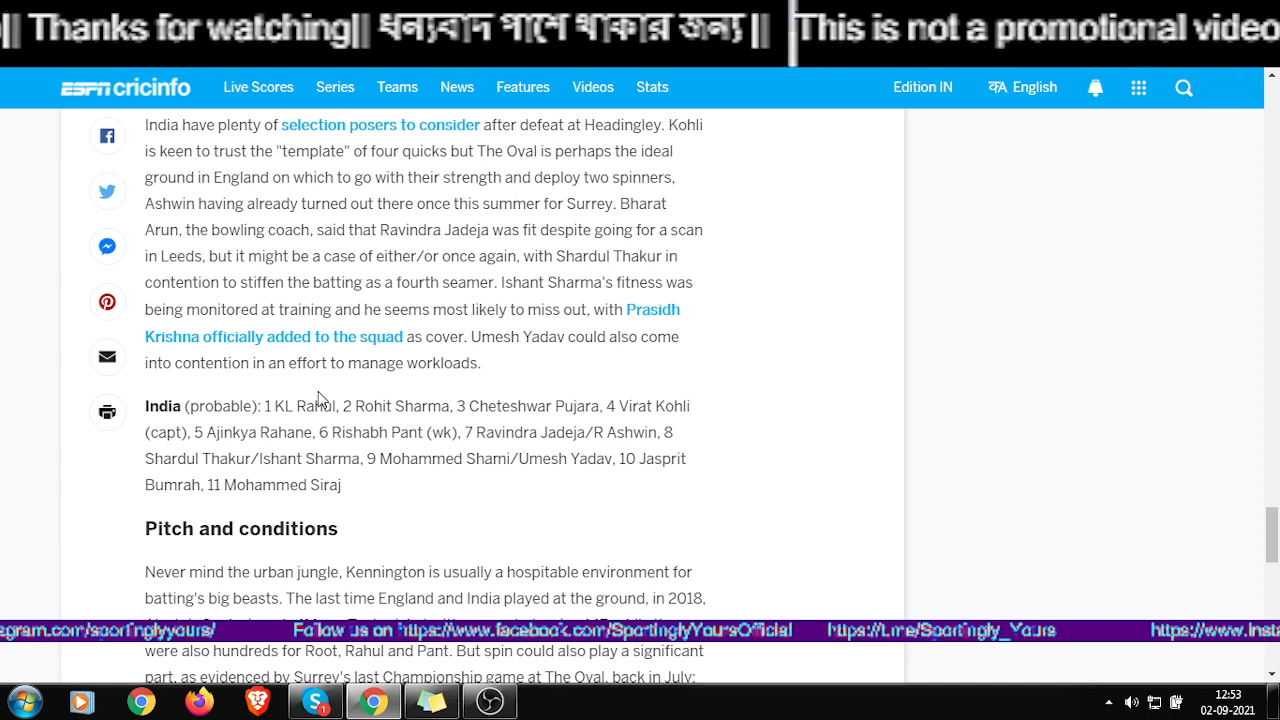 || Thanks for watching|| ধন্যবাদ পাশে থাকার জন্য ||
This is not a promotional video
ESPN cricinfo
Live Scores Series Teams News Features Videos Stats
Edition IN
English
India have plenty of selection posers to consider after defeat at Headingley. Kohli
is keen to trust the "template" of four quicks but The Oval is perhaps the ideal
ground in England on which to go with their strength and deploy two spinners,
Ashwin having already turned out there once this summer for Surrey. Bharat
Arun, the bowling coach, said that Ravindra Jadeja was fit despite going for a scan
in Leeds, but it might be a case of either/or once again, with Shardul Thakur in
contention to stiffen the batting as a fourth seamer. Ishant Sharma's fitness was
being monitored at training and he seems most likely to miss out, with Prasidh
Krishna officially added to the squad as cover. Umesh Yadav could also come
into contention in an effort to manage workloads.
India (probable): 1 KL Rahul, 2 Rohit Sharma, 3 Cheteshwar Pujara, 4 Virat Kohli
(capt), 5 Ajinkya Rahane, 6 Rishabh Pant (wk), 7 Ravindra Jadeja/R Ashwin, 8
Shardul Thakur/Ishant Sharma, 9 Mohammed Shami/Umesh Yadav, 10 Jasprit
Bumrah, 11 Mohammed Siraj
Pitch and conditions
Never mind the urban jungle, Kennington is usually a hospitable environment for
batting's big beasts. The last time England and India played at the ground, in 2018,
egram.com/sportinglyyours/ Follow us on https://www.facebook.com/SportinglyYoursOfficial https://t.me/Sportingly_Yours https://www.inst
were also hundreds for Root, Rahul and Pant. But spin could also play a significant
part, as evidenced by Surrey's last Championship game at The Oval, back in July:
12:53
02-09-2021